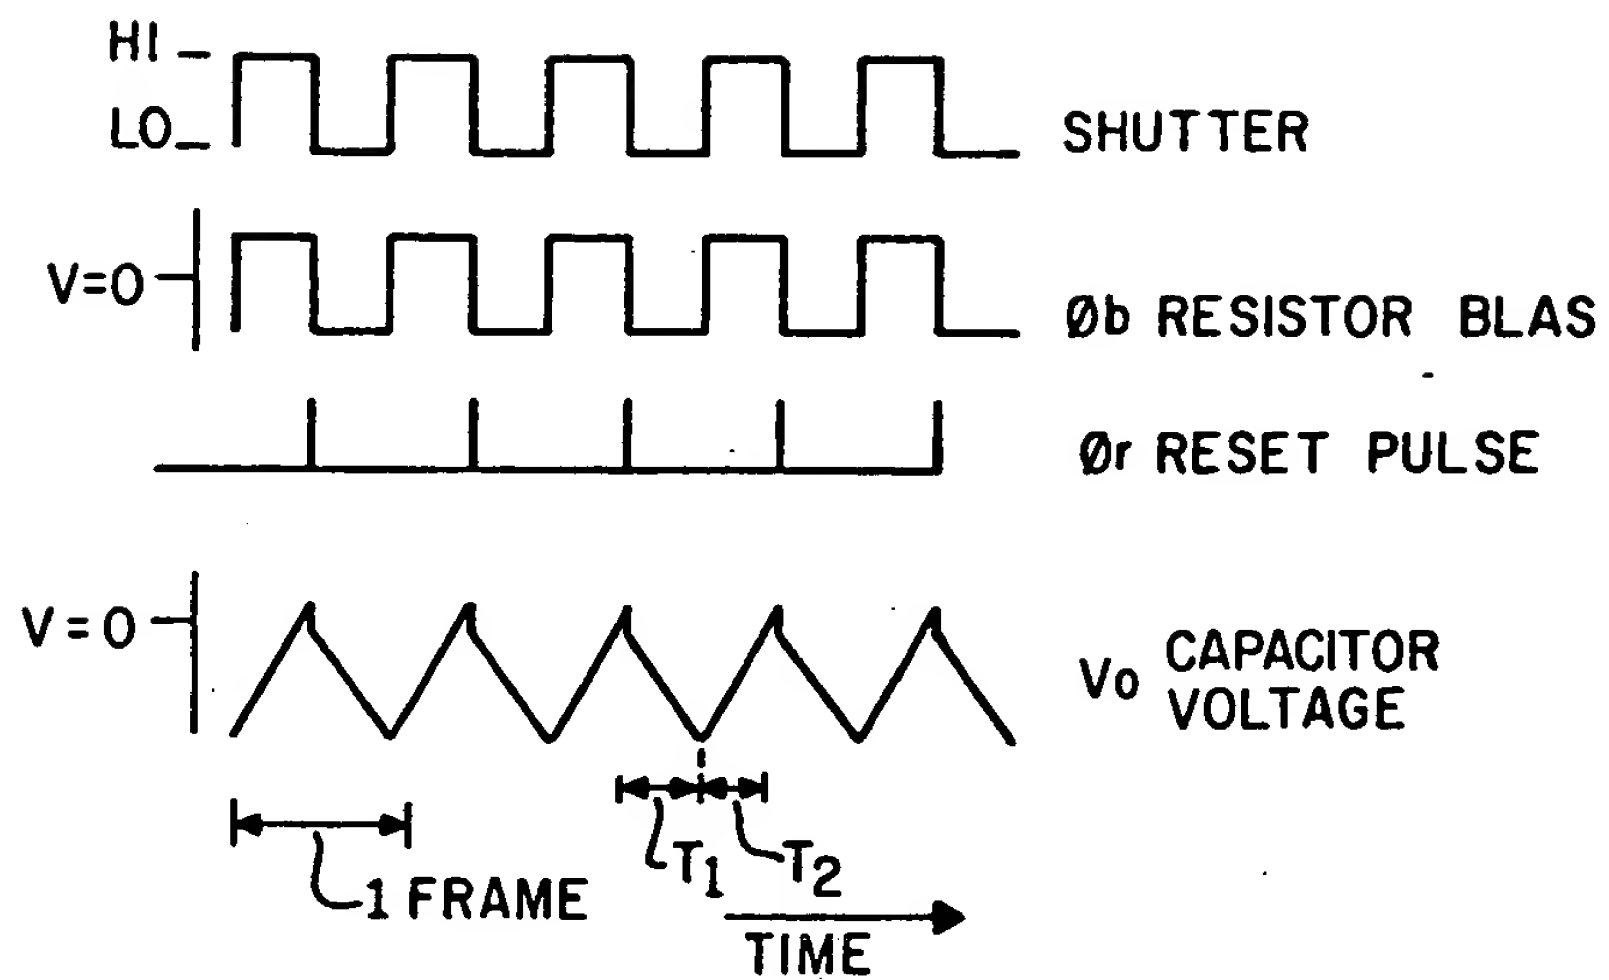 HI
LO
SHUTTER
V=0
Øb RESISTOR BLAS
Ør RESET PULSE
V=0
Vo CAPACITOR
VOLTAGE
T1
T2
1 FRAME
TIME